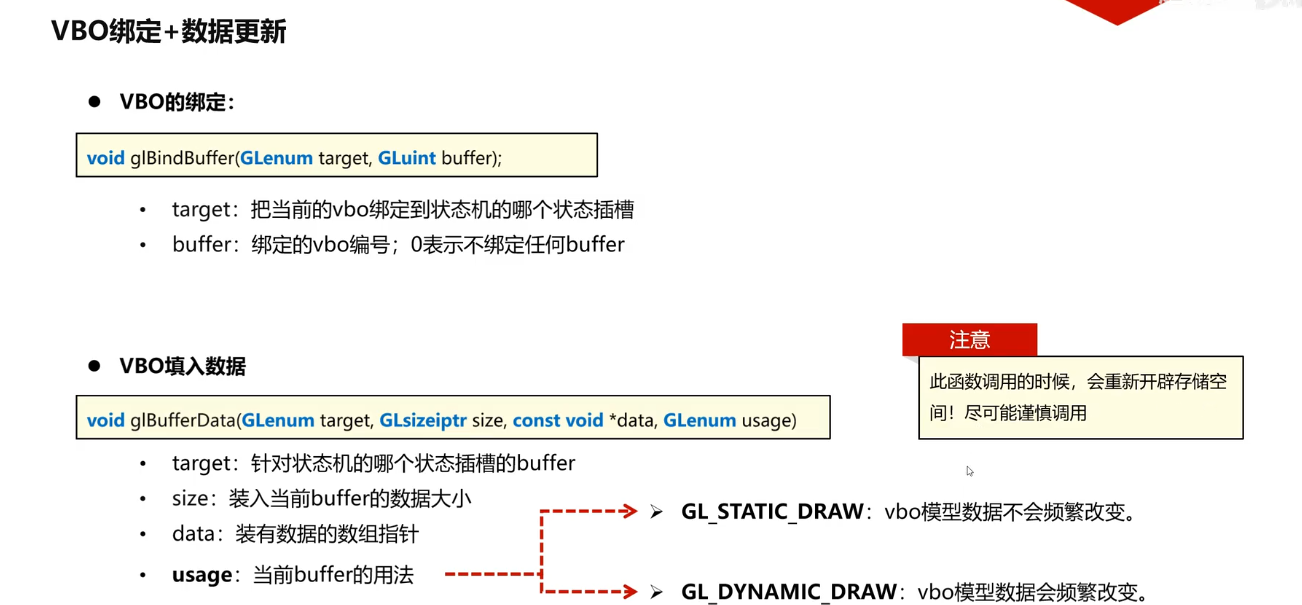 VBO绑定+数据更新
● VBO的绑定：
void glBindBuffer(GLenum target, GLuint buffer);
• target：把当前的vbo绑定到状态机的哪个状态插槽
• buffer：绑定的vbo编号；0表示不绑定任何buffer
注意
此函数调用的时候，会重新开辟存储空
间！尽可能谨慎调用
● VBO填入数据
void glBufferData(GLenum target, GLsizeiptr size, const void *data, GLenum usage)
• target：针对状态机的哪个状态插槽的buffer
• size：装入当前buffer的数据大小
• data：装有数据的数组指针
• usage：当前buffer的用法
➢ GL_STATIC_DRAW：vbo模型数据不会频繁改变。
➢ GL_DYNAMIC_DRAW：vbo模型数据会频繁改变。